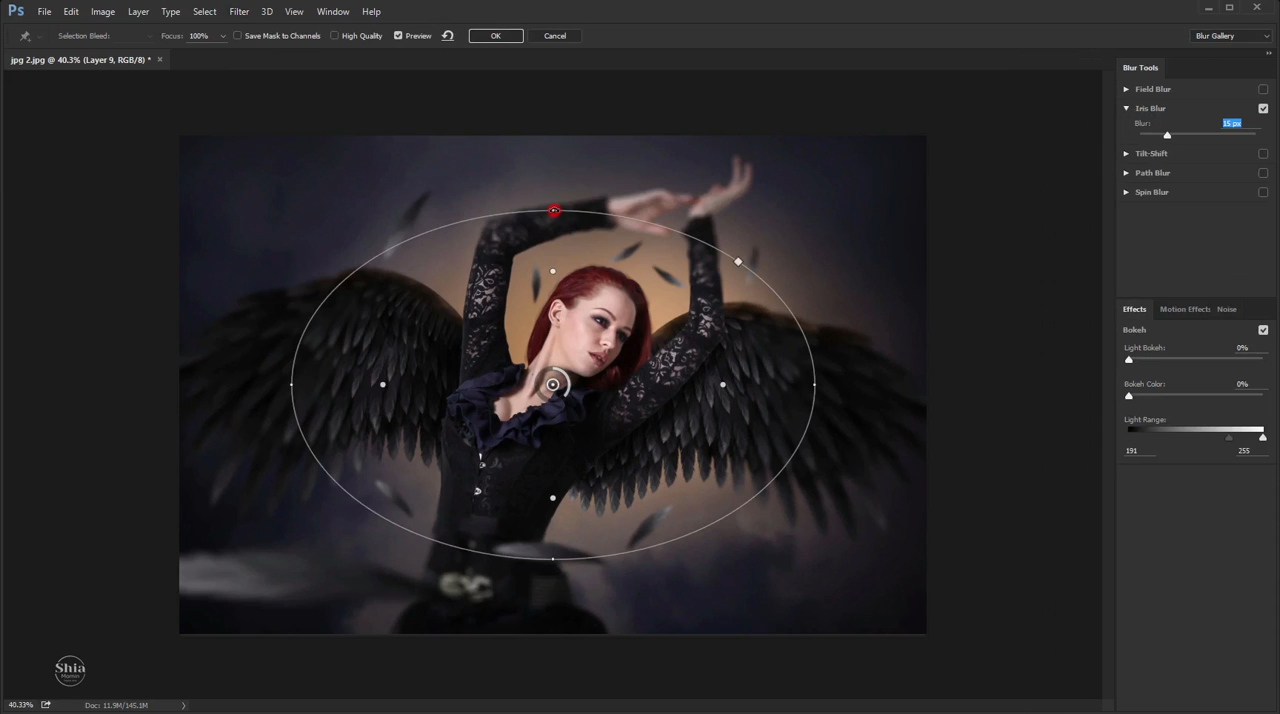 Ps File Edit Image Layer Type Select Filter 3D View Window Help
Selection Bleed: Focus: 100% Save Mask to Channels High Quality Preview OK Cancel Blur Gallery
jpg 2.jpg @ 40.3% (Layer 9, RGB/8) * ×
Blur Tools
Field Blur
Iris Blur
Blur: 15 px
Tilt-Shift
Path Blur
Spin Blur
Effects Motion Effects Noise
Bokeh
Light Bokeh: 0%
Bokeh Color: 0%
Light Range:
191 255
Shia
40.33% Doc: 11.9M/145.1M